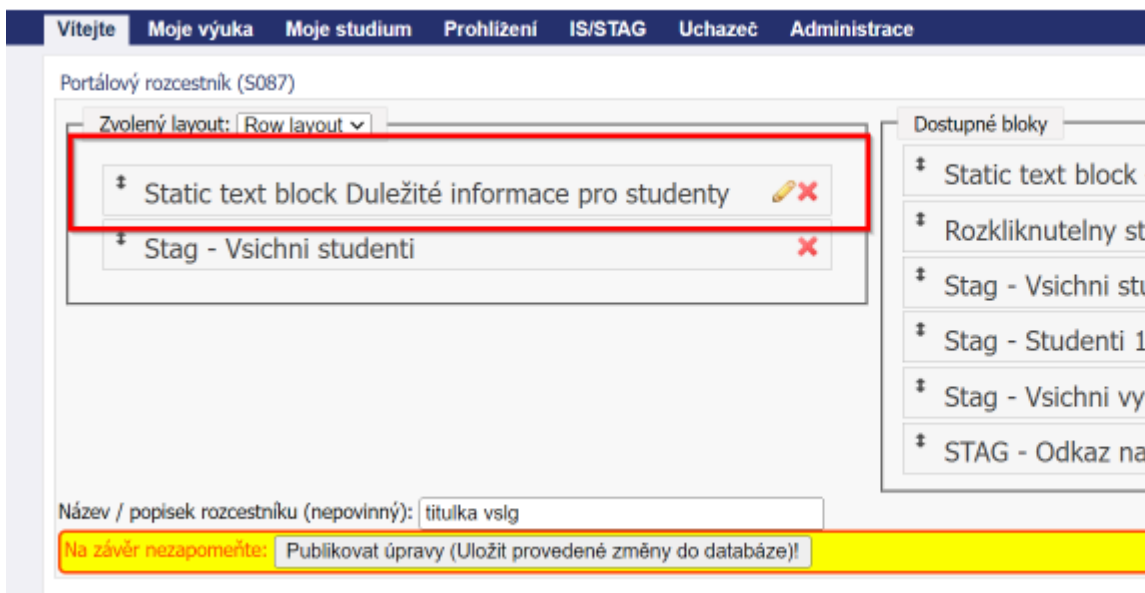 Vítejte Moje výuka Moje studium Prohlížení IS/STAG Uchazeč Administrace
Portálový rozcestník (S087)
Zvolený layout: Row layout
Static text block Duležité informace pro studenty
Stag - Vsichni studenti
Dostupné bloky
Static text block
Rozkliknutelny st
Stag - Vsichni stu
Stag - Studenti 1
Stag - Vsichni vy
STAG - Odkaz na
Název / popisek rozcestníku (nepovinný): titulka vslg
Na závěr nezapomeňte: Publikovat úpravy (Uložit provedené změny do databáze)!